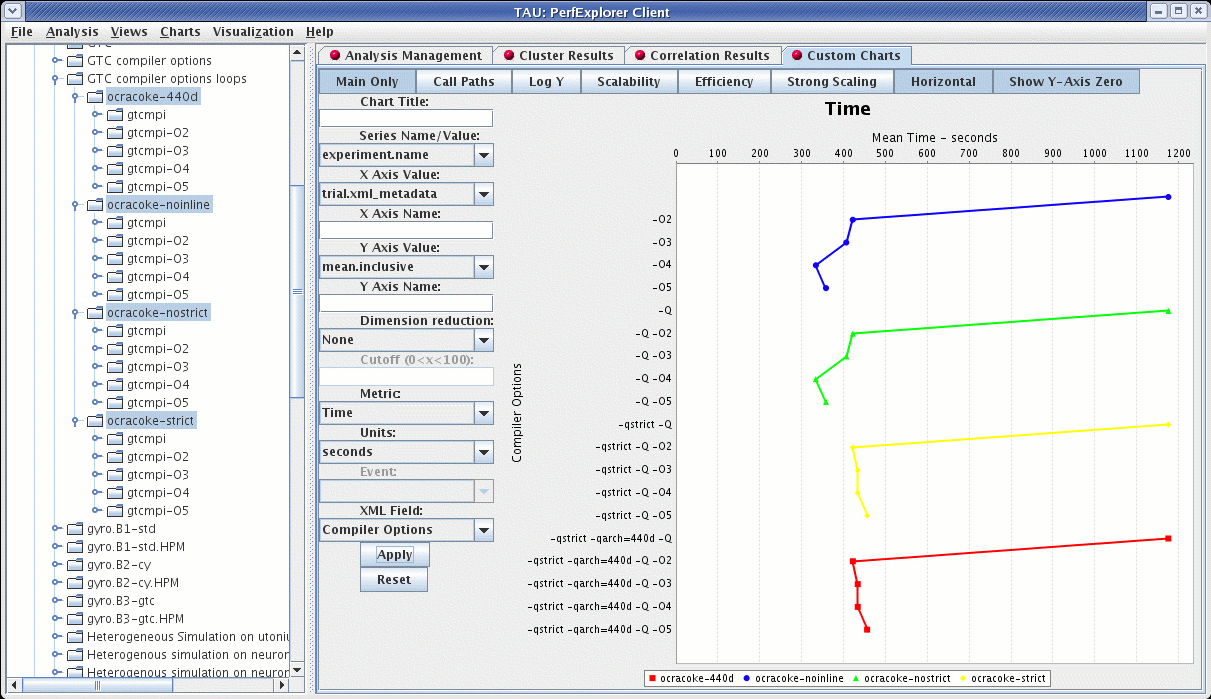 TAU: PerfExplorer Client
File Analysis Views Charts Visualization Help
GTC
GTC compiler options
GTC compiler options loops
ocracoke-440d
gtcmpi
gtcmpi-O2
gtcmpi-O3
gtcmpi-O4
gtcmpi-O5
ocracoke-noinline
gtcmpi
gtcmpi-O2
gtcmpi-O3
gtcmpi-O4
gtcmpi-O5
ocracoke-nostrict
gtcmpi
gtcmpi-O2
gtcmpi-O3
gtcmpi-O4
gtcmpi-O5
ocracoke-strict
gtcmpi
gtcmpi-O2
gtcmpi-O3
gtcmpi-O4
gtcmpi-O5
gyro.B1-std
gyro.B1-std.HPM
gyro.B2-cy
gyro.B2-cy.HPM
gyro.B3-gtc
gyro.B3-gtc.HPM
Heterogeneous Simulation on utoniu
Heterogenous simulation on neuron
Heterogenous simulation on neuron
Analysis Management Cluster Results Correlation Results Custom Charts
Main Only Call Paths Log Y Scalability Efficiency Strong Scaling Horizontal Show Y-Axis Zero
Chart Title:
Series Name/Value:
experiment.name
X Axis Value:
trial.xml_metadata
X Axis Name:
Y Axis Value:
mean.inclusive
Y Axis Name:
Dimension reduction:
None
Cutoff (0<x<100):
Metric:
Time
Units:
seconds
Event:
XML Field:
Compiler Options
Apply
Reset
Time
Mean Time - seconds
0 100 200 300 400 500 600 700 800 900 1000 1100 1200
Compiler Options
-O2
-O3
-O4
-O5
-Q
-Q -O2
-Q -O3
-Q -O4
-Q -O5
-qstrict -Q
-qstrict -Q -O2
-qstrict -Q -O3
-qstrict -Q -O4
-qstrict -Q -O5
-qstrict -qarch=440d -Q
-qstrict -qarch=440d -Q -O2
-qstrict -qarch=440d -Q -O3
-qstrict -qarch=440d -Q -O4
-qstrict -qarch=440d -Q -O5
ocracoke-440d ocracoke-noinline ocracoke-nostrict ocracoke-strict